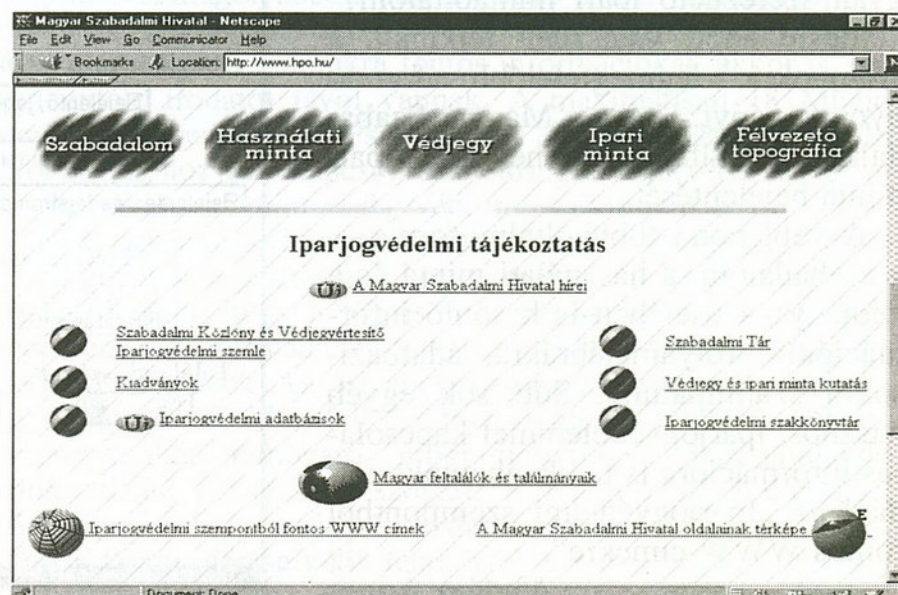 Magyar Szabadalmi Hivatal - Netscape
File Edit View Go Communicator Help
Bookmarks Location: http://www.hpo.hu/
Szabadalom
Használati
minta
Védjegy
Ipari
minta
Félvezető
topográfia
Iparjogvédelmi tájékoztatás
Új A Magyar Szabadalmi Hivatal hírei
Szabadalmi Közlöny és Védjegyértesítő
Iparjogvédelmi szemle
Szabadalmi Tár
Kiadványok
Védjegy és ipari minta kutatás
Új Iparjogvédelmi adatbázisok
Iparjogvédelmi szakkönyvtár
Magyar feltalálók és találmányaik
Iparjogvédelmi szempontból fontos WWW címek
A Magyar Szabadalmi Hivatal oldalainak térképe E
Document: Done